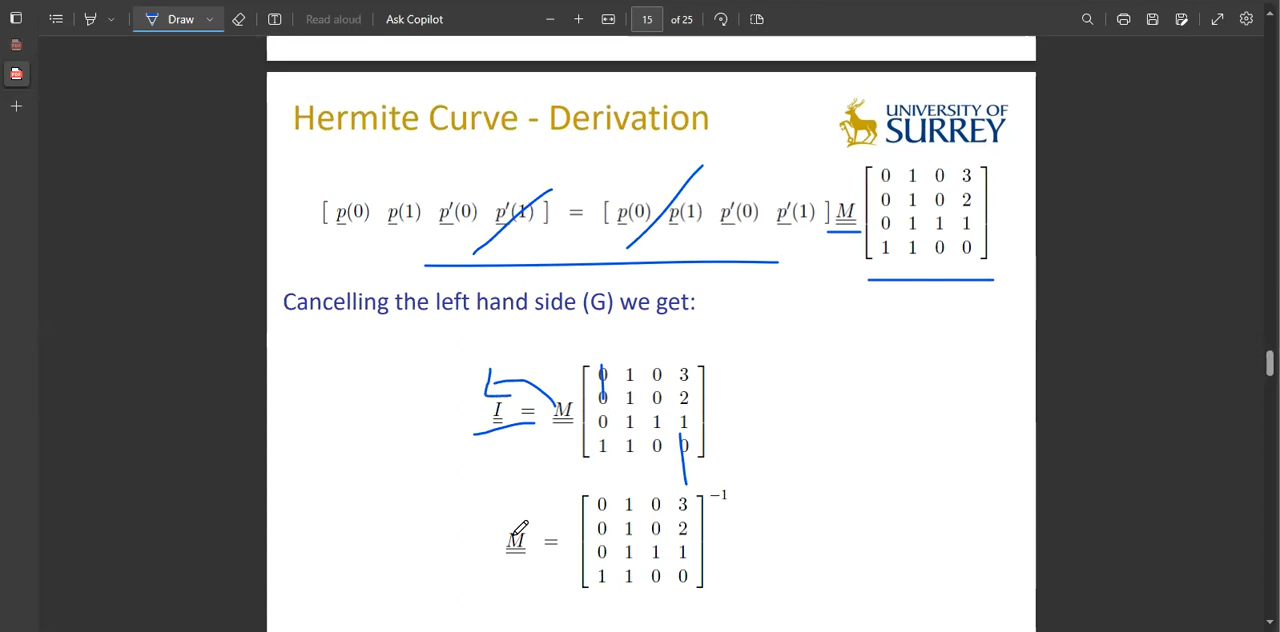 Draw Read aloud Ask Copilot 15 of 25
Hermite Curve - Derivation
UNIVERSITY OF
SURREY
[ p(0) p(1) p′(0) p′(1) ] = [ p(0) p(1) p′(0) p′(1) ] M
0 1 0 3
0 1 0 2
0 1 1 1
1 1 0 0
Cancelling the left hand side (G) we get:
I = M
0 1 0 3
0 1 0 2
0 1 1 1
1 1 0 0
M =
0 1 0 3
0 1 0 2
0 1 1 1
1 1 0 0
−1